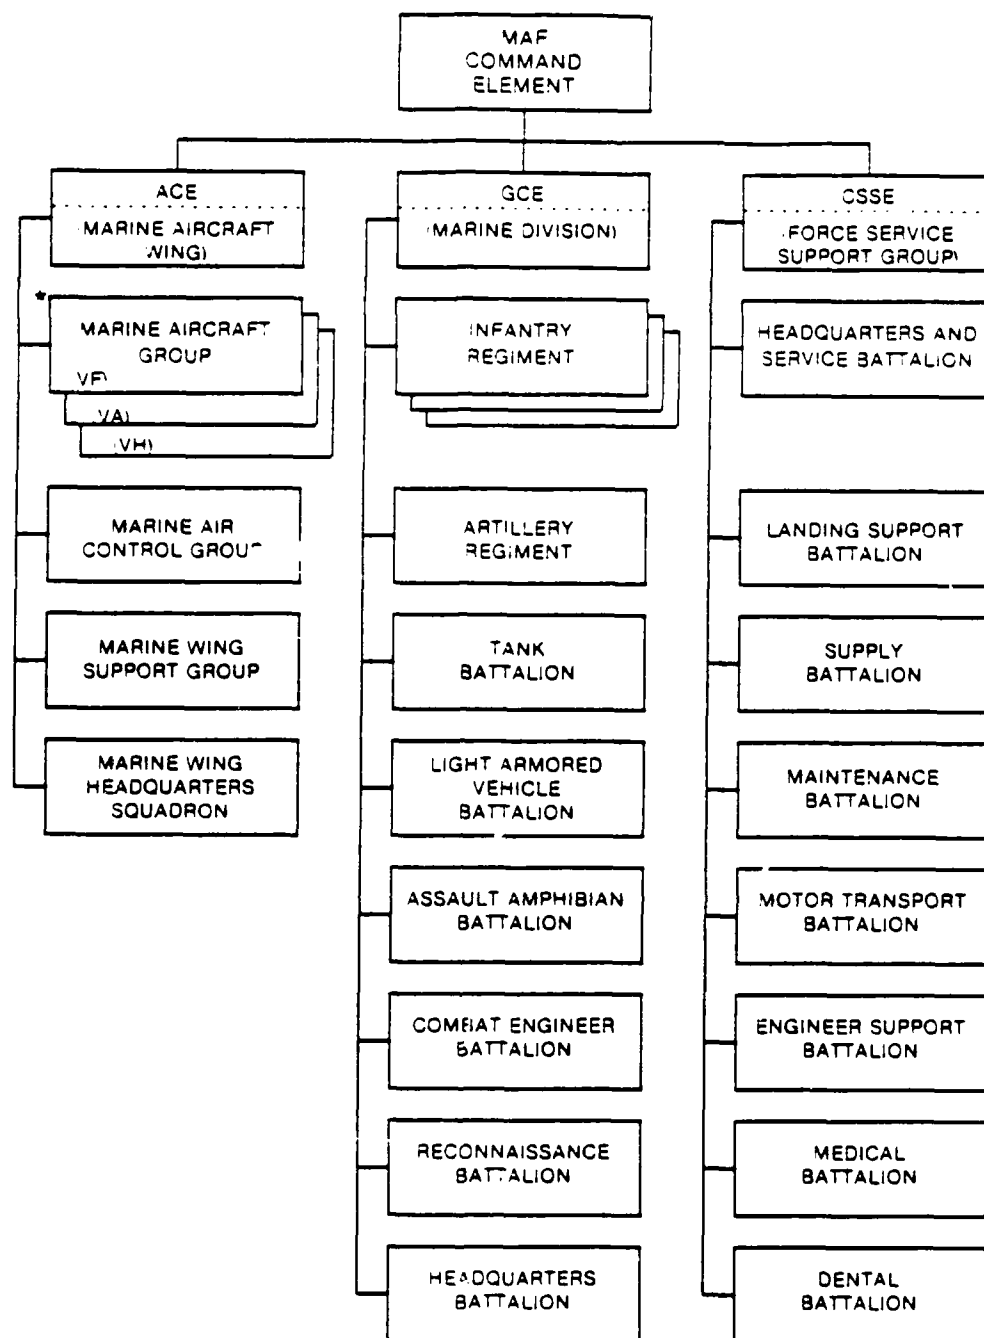 MAF
COMMAND
ELEMENT
ACE
(MARINE AIRCRAFT
WING)
*
MARINE AIRCRAFT
GROUP
VF)
VA)
(VH)
MARINE AIR
CONTROL GROUP
MARINE WING
SUPPORT GROUP
MARINE WING
HEADQUARTERS
SQUADRON
GCE
(MARINE DIVISION)
INFANTRY
REGIMENT
ARTILLERY
REGIMENT
TANK
BATTALION
LIGHT ARMORED
VEHICLE
BATTALION
ASSAULT AMPHIBIAN
BATTALION
COMBAT ENGINEER
BATTALION
RECONNAISSANCE
BATTALION
HEADQUARTERS
BATTALION
CSSE
(FORCE SERVICE
SUPPORT GROUP)
HEADQUARTERS AND
SERVICE BATTALION
LANDING SUPPORT
BATTALION
SUPPLY
BATTALION
MAINTENANCE
BATTALION
MOTOR TRANSPORT
BATTALION
ENGINEER SUPPORT
BATTALION
MEDICAL
BATTALION
DENTAL
BATTALION